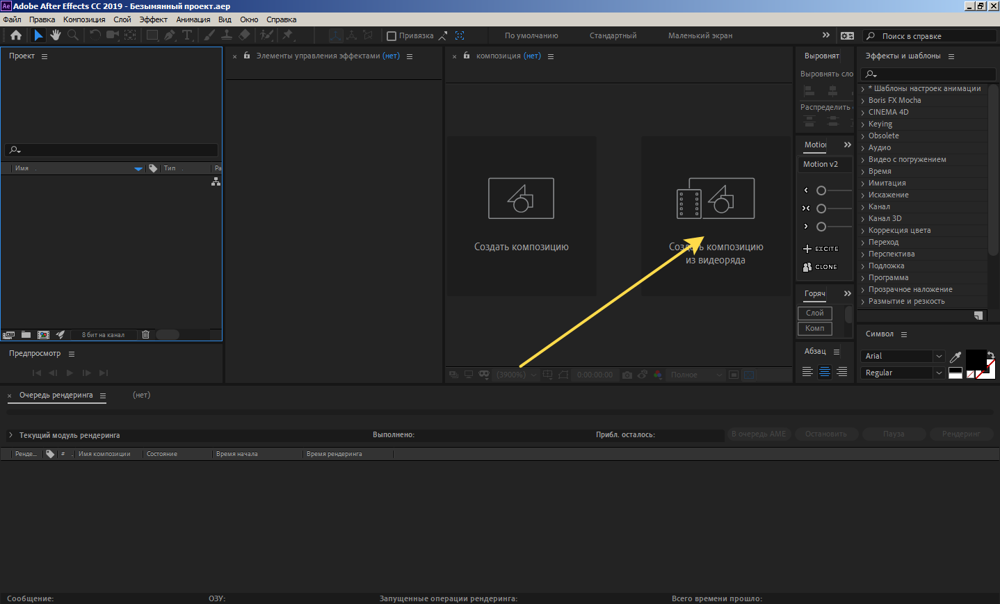 Ae Adobe After Effects CC 2019 - Безымянный проект.aep
Файл Правка Композиция Слой Эффект Анимация Вид Окно Справка
Привязка По умолчанию Стандартный Маленький экран Поиск в справке
Проект
Элементы управления эффектами (нет)
композиция (нет)
Выровнят
Эффекты и шаблоны
Выровнять сло
Распределить
Имя Тип Ра
8 бит на канал
Предпросмотр
Создать композицию
Создать композицию
из видеоряда
(3900%) 0:00:00:00 Полное
Motion
Motion v2
EXCITE
CLONE
Горяч
Слой
Комп
Абзац
* Шаблоны настроек анимации
Boris FX Mocha
CINEMA 4D
Keying
Obsolete
Аудио
Видео с погружением
Время
Имитация
Искажение
Канал
Канал 3D
Коррекция цвета
Переход
Перспектива
Подложка
Программа
Прозрачное наложение
Размытие и резкость
Символ
Arial
Regular
Очередь рендеринга (нет)
Текущий модуль рендеринга Выполнено: Прибл. осталось: В очередь AME Остановить Пауза Рендеринг
Ренде... # Имя композиции Состояние Время начала Время рендеринга
Сообщение: ОЗУ: Запущенные операции рендеринга: Всего времени прошло: